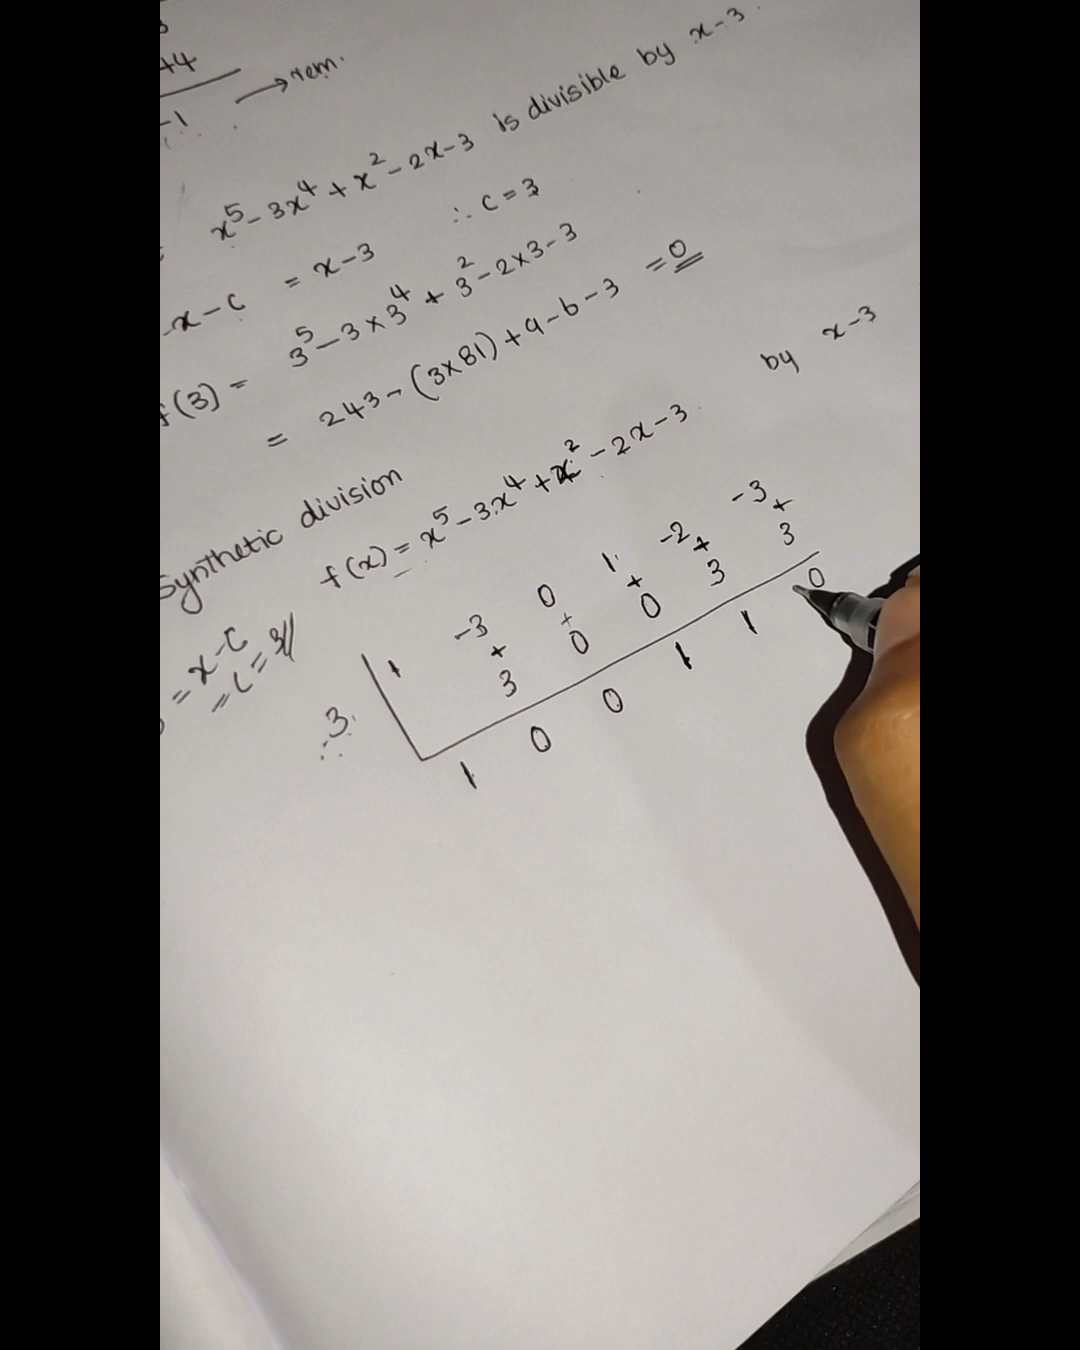 +4
-1 → rem.
x⁵ - 3x⁴ + x² - 2x - 3 is divisible by x - 3.
x - c = x - 3 ∴ c = 3
f(3) = 3⁵ - 3 × 3⁴ + 3² - 2×3 - 3
= 243 - (3×81) + 9 - 6 - 3 = 0
Synthetic division
f(x) = x⁵ - 3x⁴ + x² - 2x - 3 by x - 3
= x - c
= c = 3//
1 -3 0 1 -2 -3
+ + + + +
∴ 3 3 0 0 3 3
1 0 0 1 1 0